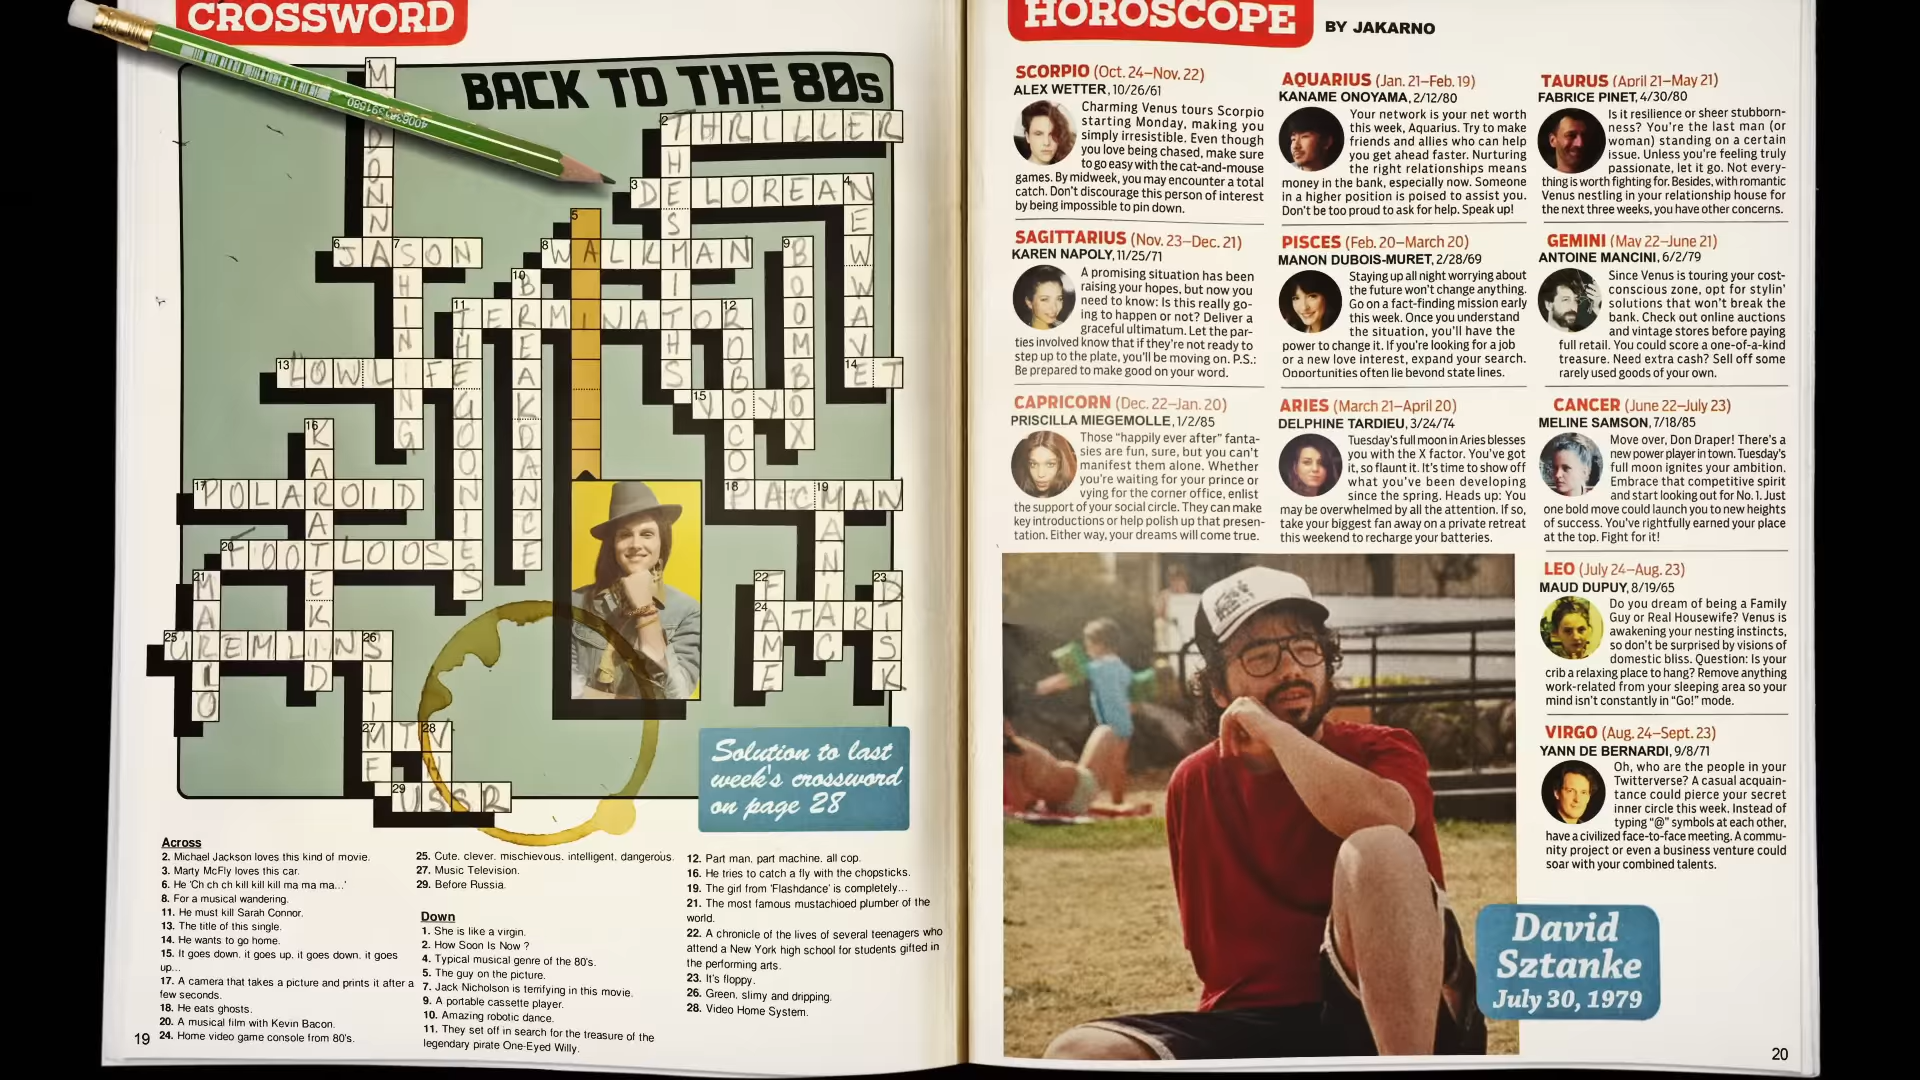 CROSSWORD
BACK TO THE 80s
MADONNA
THRILLER
THESMITHS
DELOREAN
NEWWAVE
JASON
SHINING
WALKMAN
BOOMBOX
BREAKDANCE
TERMINATOR
THEGOONIES
ROBOCOP
LOWLIFE
ET
YOYO
KARATEKID
POLAROID
PACMAN
MANIAC
FOOTLOOSE
MARIO
FAME
DISK
ATARI
GREMLINS
SLIME
MTV
VHS
USSR
Solution to last
week's crossword
on page 28
Across
2. Michael Jackson loves this kind of movie.
3. Marty McFly loves this car.
6. He 'Ch ch ch kill kill kill ma ma ma...'
8. For a musical wandering.
11. He must kill Sarah Connor.
13. The title of this single.
14. He wants to go home.
15. It goes down, it goes up, it goes down, it goes
up...
17. A camera that takes a picture and prints it after a
few seconds.
18. He eats ghosts.
20. A musical film with Kevin Bacon.
24. Home video game console from 80's.
25. Cute, clever, mischievous, intelligent, dangerous.
27. Music Television.
29. Before Russia.
Down
1. She is like a virgin.
2. How Soon Is Now ?
4. Typical musical genre of the 80's.
5. The guy on the picture.
7. Jack Nicholson is terrifying in this movie.
9. A portable cassette player.
10. Amazing robotic dance.
11. They set off in search for the treasure of the
legendary pirate One-Eyed Willy.
12. Part man, part machine, all cop.
16. He tries to catch a fly with the chopsticks.
19. The girl from 'Flashdance' is completely...
21. The most famous mustachioed plumber of the
world.
22. A chronicle of the lives of several teenagers who
attend a New York high school for students gifted in
the performing arts.
23. It's floppy.
26. Green, slimy and dripping.
28. Video Home System.
19
HOROSCOPE
BY JAKARNO
SCORPIO (Oct. 24–Nov. 22)
ALEX WETTER, 10/26/61
Charming Venus tours Scorpio
starting Monday, making you
simply irresistible. Even though
you love being chased, make sure
to go easy with the cat-and-mouse
games. By midweek, you may encounter a total
catch. Don't discourage this person of interest
by being impossible to pin down.
SAGITTARIUS (Nov. 23–Dec. 21)
KAREN NAPOLY, 11/25/71
A promising situation has been
raising your hopes, but now you
need to know: Is this really go-
ing to happen or not? Deliver a
graceful ultimatum. Let the par-
ties involved know that if they're not ready to
step up to the plate, you'll be moving on. P.S.:
Be prepared to make good on your word.
CAPRICORN (Dec. 22–Jan. 20)
PRISCILLA MIEGEMOLLE, 1/2/85
Those "happily ever after" fanta-
sies are fun, sure, but you can't
manifest them alone. Whether
you're waiting for your prince or
vying for the corner office, enlist
the support of your social circle. They can make
key introductions or help polish up that presen-
tation. Either way, your dreams will come true.
AQUARIUS (Jan. 21–Feb. 19)
KANAME ONOYAMA, 2/12/80
Your network is your net worth
this week, Aquarius. Try to make
friends and allies who can help
you get ahead faster. Nurturing
the right relationships means
money in the bank, especially now. Someone
in a higher position is poised to assist you.
Don't be too proud to ask for help. Speak up!
PISCES (Feb. 20–March 20)
MANON DUBOIS-MURET, 2/28/69
Staying up all night worrying about
the future won't change anything.
Go on a fact-finding mission early
this week. Once you understand
the situation, you'll have the
power to change it. If you're looking for a job
or a new love interest, expand your search.
Opportunities often lie beyond state lines.
ARIES (March 21–April 20)
DELPHINE TARDIEU, 3/24/74
Tuesday's full moon in Aries blesses
you with the X factor. You've got
it, so flaunt it. It's time to show off
what you've been developing
since the spring. Heads up: You
may be overwhelmed by all the attention. If so,
take your biggest fan away on a private retreat
this weekend to recharge your batteries.
TAURUS (April 21–May 21)
FABRICE PINET, 4/30/80
Is it resilience or sheer stubborn-
ness? You're the last man (or
woman) standing on a certain
issue. Unless you're feeling truly
passionate, let it go. Not every-
thing is worth fighting for. Besides, with romantic
Venus nestling in your relationship house for
the next three weeks, you have other concerns.
GEMINI (May 22–June 21)
ANTOINE MANCINI, 6/2/79
Since Venus is touring your cost-
conscious zone, opt for stylin'
solutions that won't break the
bank. Check out online auctions
and vintage stores before paying
full retail. You could score a one-of-a-kind
treasure. Need extra cash? Sell off some
rarely used goods of your own.
CANCER (June 22–July 23)
MELINE SAMSON, 7/18/85
Move over, Don Draper! There's a
new power player in town. Tuesday's
full moon ignites your ambition.
Embrace that competitive spirit
and start looking out for No. 1. Just
one bold move could launch you to new heights
of success. You've rightfully earned your place
at the top. Fight for it!
LEO (July 24–Aug. 23)
MAUD DUPUY, 8/19/65
Do you dream of being a Family
Guy or Real Housewife? Venus is
awakening your nesting instincts,
so don't be surprised by visions of
domestic bliss. Question: Is your
crib a relaxing place to hang? Remove anything
work-related from your sleeping area so your
mind isn't constantly in "Go!" mode.
VIRGO (Aug. 24–Sept. 23)
YANN DE BERNARDI, 9/8/71
Oh, who are the people in your
Twitterverse? A casual acquain-
tance could pierce your secret
inner circle this week. Instead of
typing "@" symbols at each other,
have a civilized face-to-face meeting. A commu-
nity project or even a business venture could
soar with your combined talents.
David
Sztanke
July 30, 1979
20